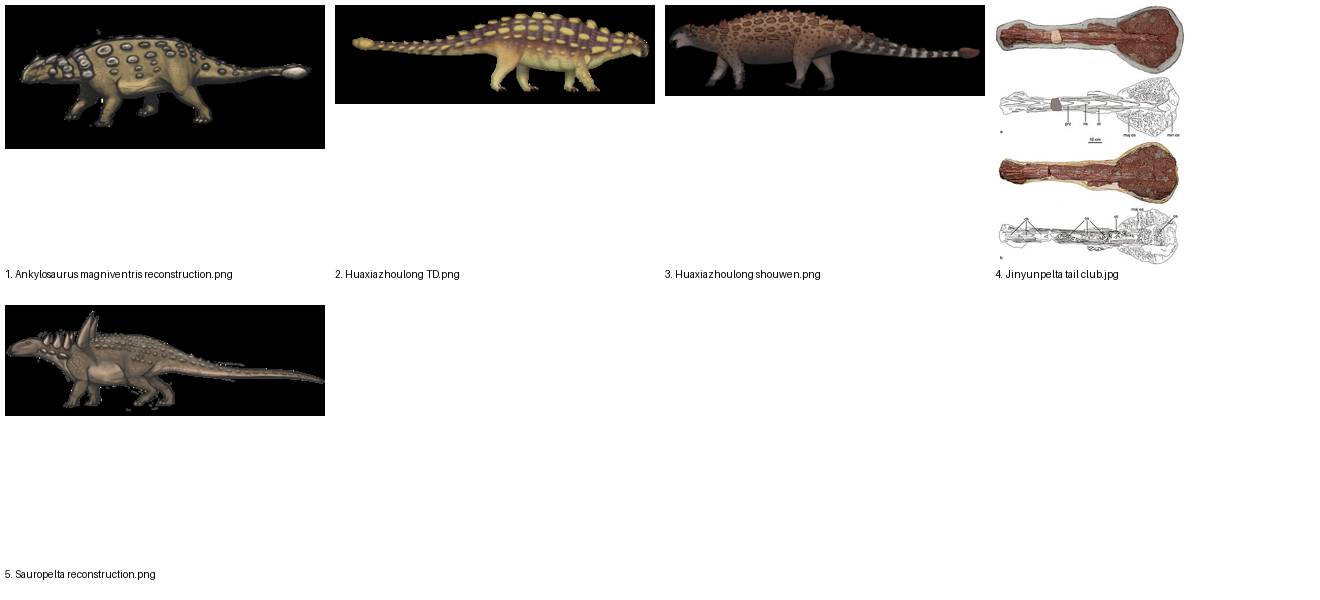 1. Ankylosaurus magniventris reconstruction.png
2. Huaxiazhoulong TD.png
3. Huaxiazhoulong shouwen.png
4. Jinyunpelta tail club.jpg
5. Sauropelta reconstruction.png